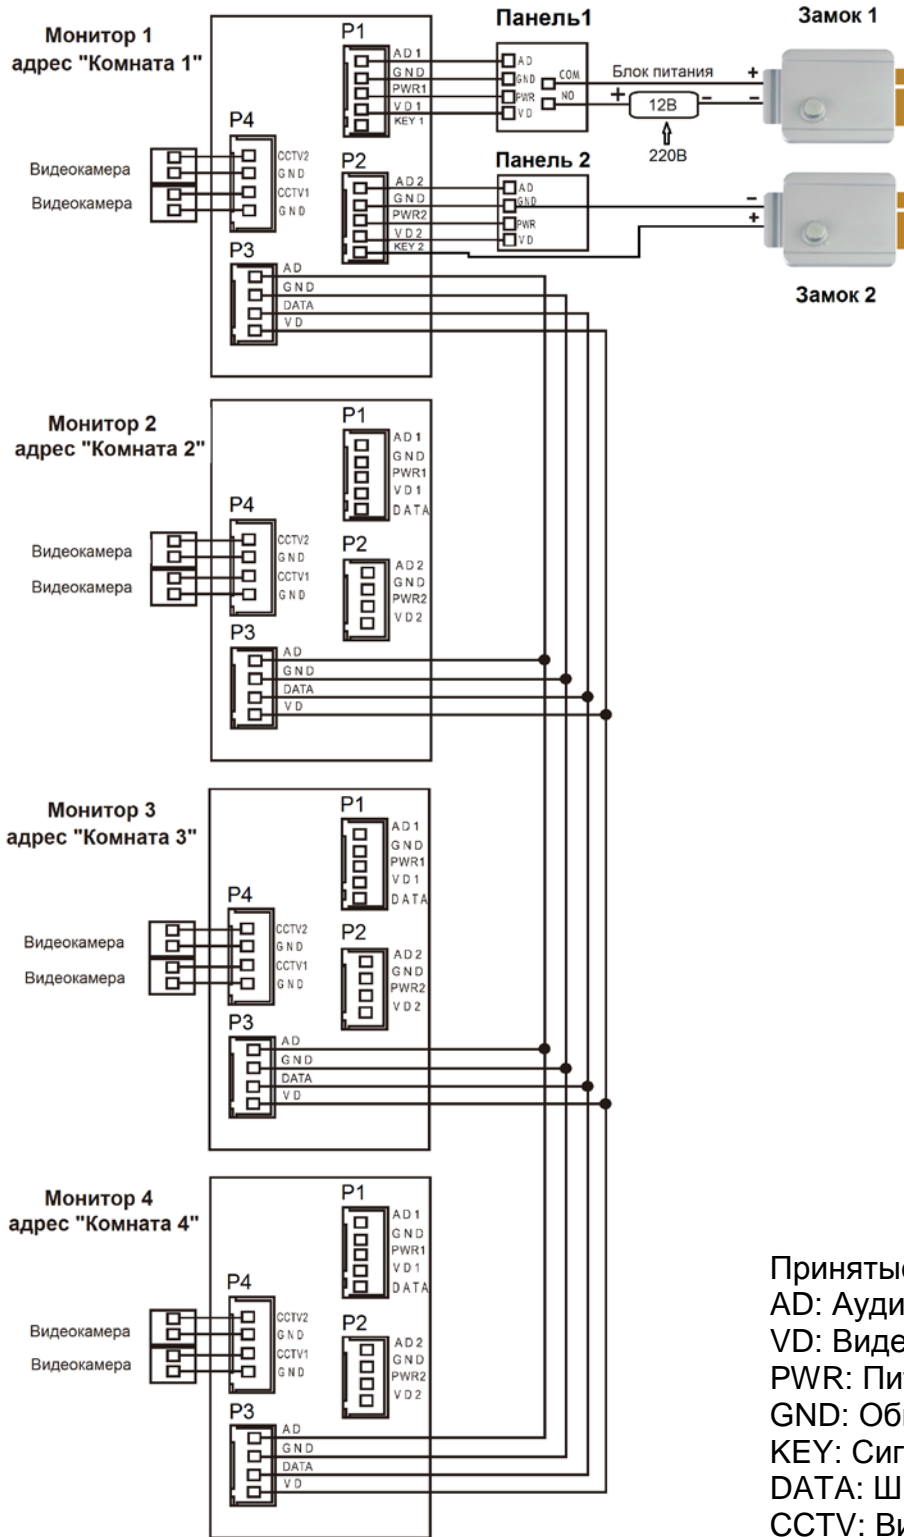 Монитор 1
адрес "Комната 1"
P1
AD1
GND
PWR1
VD1
KEY 1
Панель1
AD
GND
PWR
VD
COM
NO
Блок питания
+
12В
−
220В
Замок 1
+
−
P4
CCTV2
GND
CCTV1
GND
Видеокамера
Видеокамера
P2
AD2
GND
PWR2
VD2
KEY 2
Панель 2
AD
GND
PWR
VD
−
+
Замок 2
P3
AD
GND
DATA
VD
Монитор 2
адрес "Комната 2"
P1
AD1
GND
PWR1
VD1
DATA
P4
CCTV2
GND
CCTV1
GND
Видеокамера
Видеокамера
P2
AD2
GND
PWR2
VD2
P3
AD
GND
DATA
VD
Монитор 3
адрес "Комната 3"
P1
AD1
GND
PWR1
VD1
DATA
P4
CCTV2
GND
CCTV1
GND
Видеокамера
Видеокамера
P2
AD2
GND
PWR2
VD2
P3
AD
GND
DATA
VD
Монитор 4
адрес "Комната 4"
P1
AD1
GND
PWR1
VD1
DATA
P4
CCTV2
GND
CCTV1
GND
Видеокамера
Видеокамера
P2
AD2
GND
PWR2
VD2
P3
AD
GND
DATA
VD
AD:
VD:
PWR:
GND:
KEY:
DATA:
CCTV: